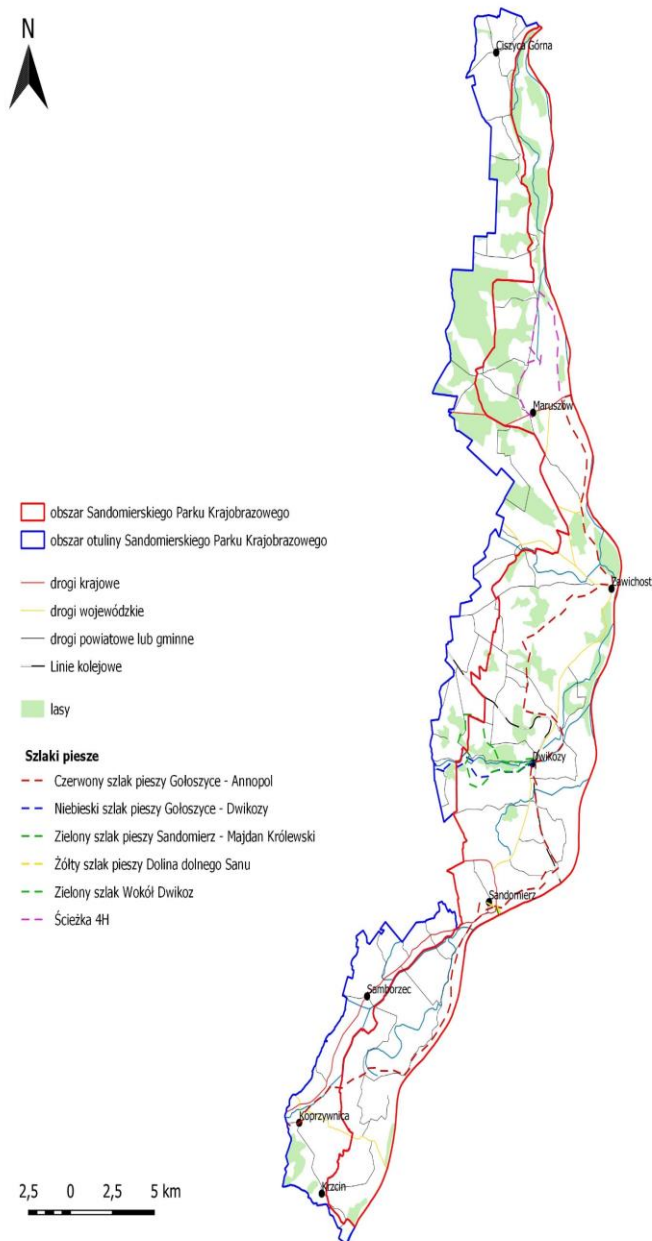 N
Ciszyca Górna
Maruszów
Zawichost
Dwikozy
Sandomierz
Samborzec
Koprzywnica
Krzcin
obszar Sandomierskiego Parku Krajobrazowego
obszar otuliny Sandomierskiego Parku Krajobrazowego
drogi krajowe
drogi wojewódzkie
drogi powiatowe lub gminne
Linie kolejowe
lasy
Szlaki piesze
Czerwony szlak pieszy Gołoszyce - Annopol
Niebieski szlak pieszy Gołoszyce - Dwikozy
Zielony szlak pieszy Sandomierz - Majdan Królewski
Żółty szlak pieszy Dolina dolnego Sanu
Zielony szlak Wokół Dwikoz
Ścieżka 4H
2,5 0 2,5 5 km